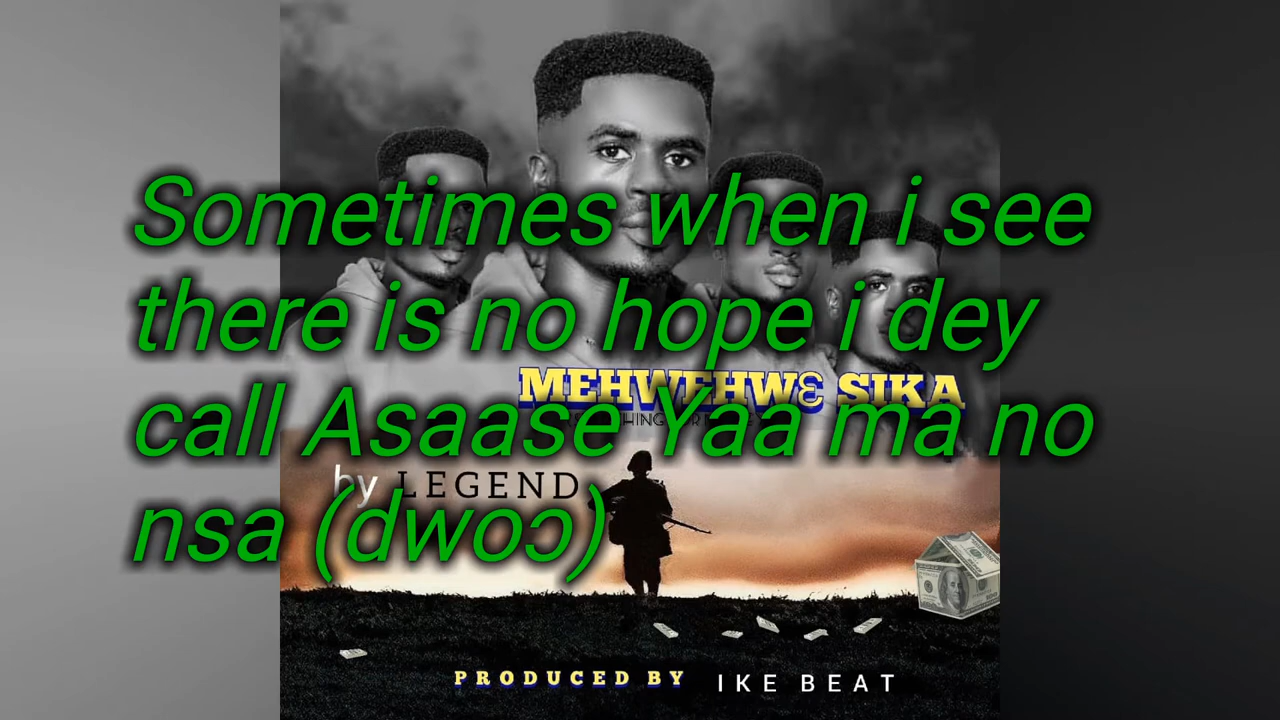 Sometimes when i see
there is no hope i dey
MEHWEHWƐ SIKA
call Asaase Yaa ma no
by LEGEND
nsa (dwoɔ)
PRODUCED BY IKE BEAT